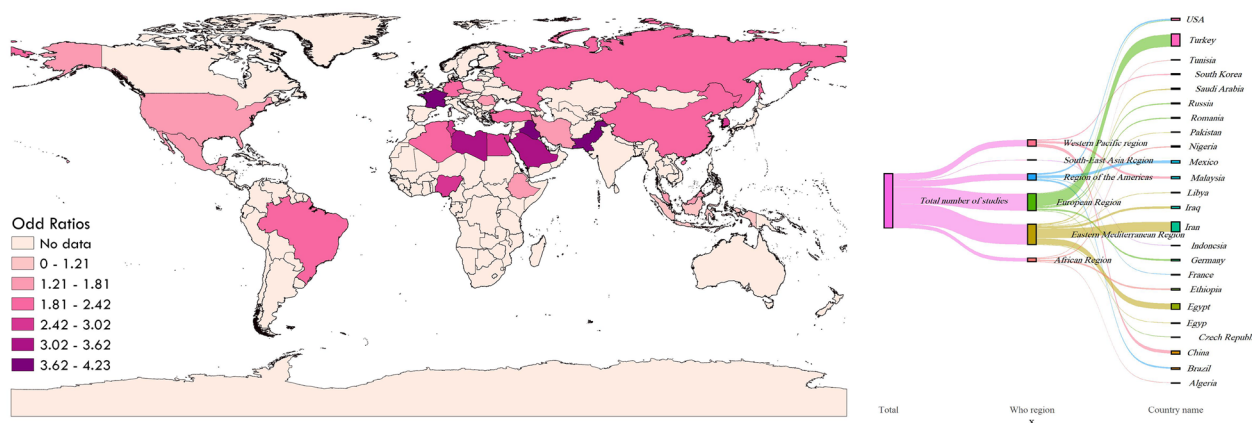 Odd Ratios
No data
0 - 1.21
1.21 - 1.81
1.81 - 2.42
2.42 - 3.02
3.02 - 3.62
3.62 - 4.23
Total number of studies
Western Pacific region
South-East Asia Region
Region of the Americas
European Region
Eastern Mediterranean Region
African Region
USA
Turkey
Tunisia
South Korea
Saudi Arabia
Russia
Romania
Pakistan
Nigeria
Mexico
Malaysia
Libya
Iraq
Iran
Indonesia
Germany
France
Ethiopia
Egypt
Egyp
Czech Republ
China
Brazil
Algeria
Total
Who region
Country name
x